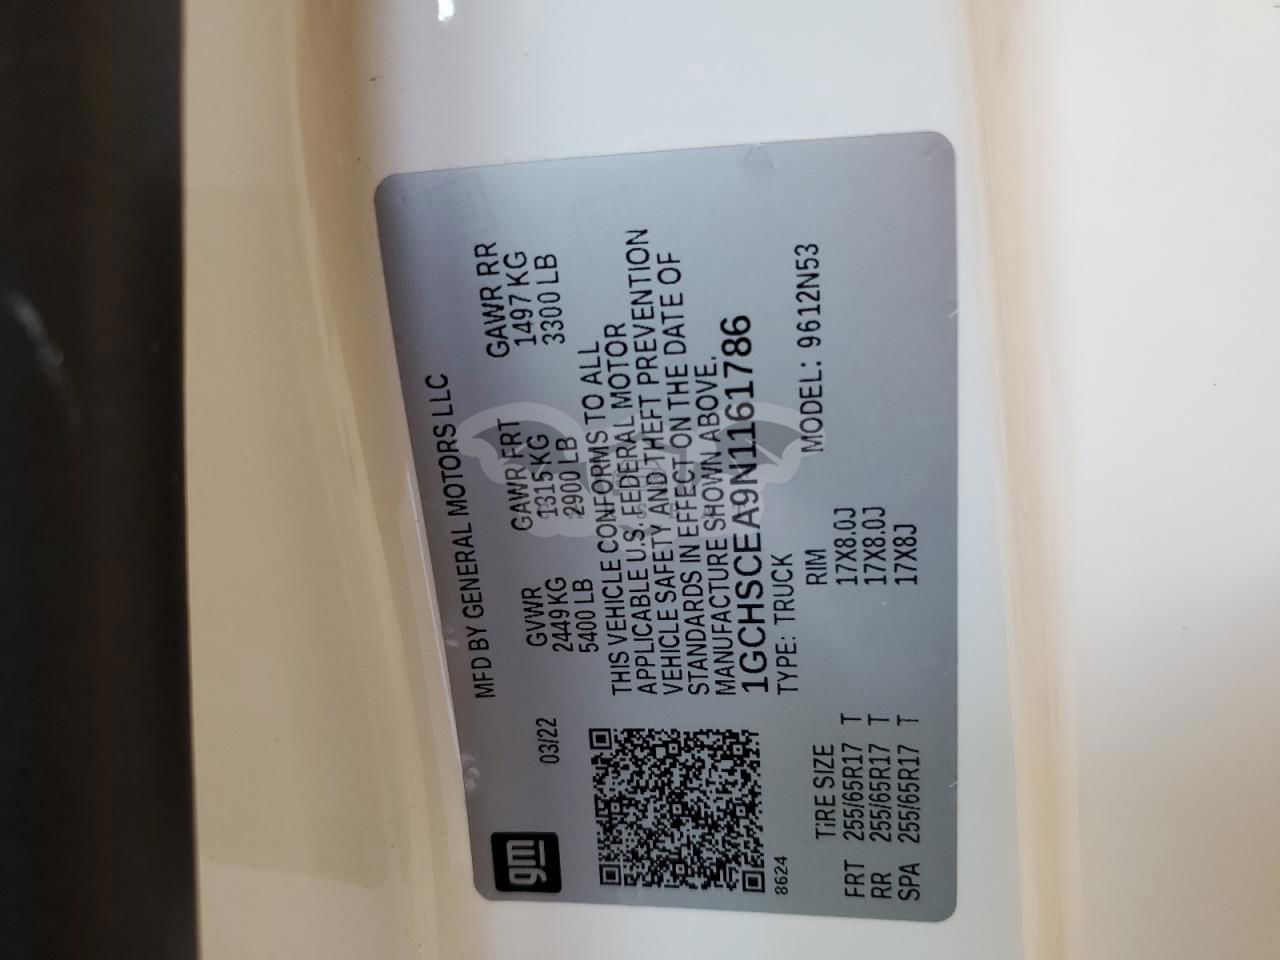 gm
03/22
MFD BY GENERAL MOTORS LLC
GVWR GAWR FRT GAWR RR
2449 KG 1315 KG 1497 KG
5400 LB 2900 LB 3300 LB
THIS VEHICLE CONFORMS TO ALL
APPLICABLE U.S. FEDERAL MOTOR
VEHICLE SAFETY AND THEFT PREVENTION
STANDARDS IN EFFECT ON THE DATE OF
MANUFACTURE SHOWN ABOVE.
1GCHSCEA9N1161786
8624
TYPE: TRUCK MODEL: 9612N53
TIRE SIZE RIM
FRT 255/65R17 T 17X8.0J
RR 255/65R17 T 17X8.0J
SPA 255/65R17 T 17X8J